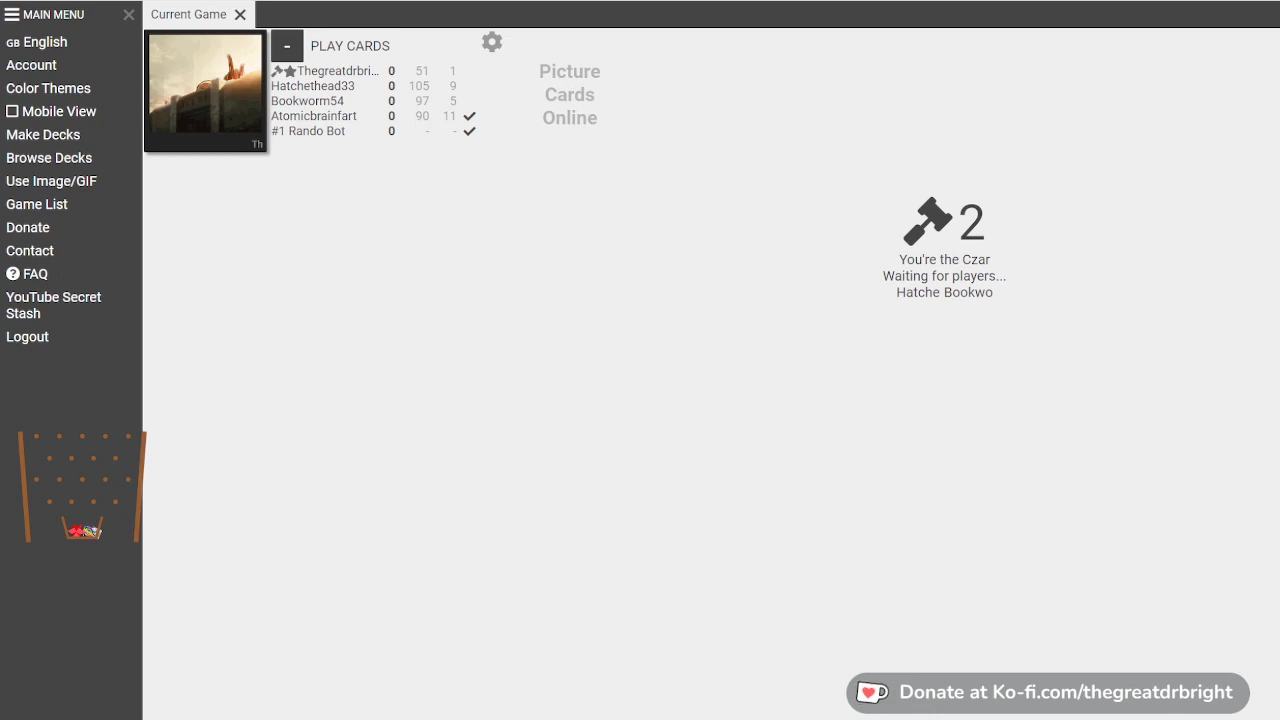 MAIN MENU
GB English
Account
Color Themes
Mobile View
Make Decks
Browse Decks
Use Image/GIF
Game List
Donate
Contact
? FAQ
YouTube Secret
Stash
Logout
Current Game
Th
- PLAY CARDS
Thegreatdrbri... 0 51 1
Hatchethead33 0 105 9
Bookworm54 0 97 5
Atomicbrainfart 0 90 11
#1 Rando Bot 0 - -
Picture
Cards
Online
2
You're the Czar
Waiting for players...
Hatche Bookwo
Donate at Ko-fi.com/thegreatdrbright